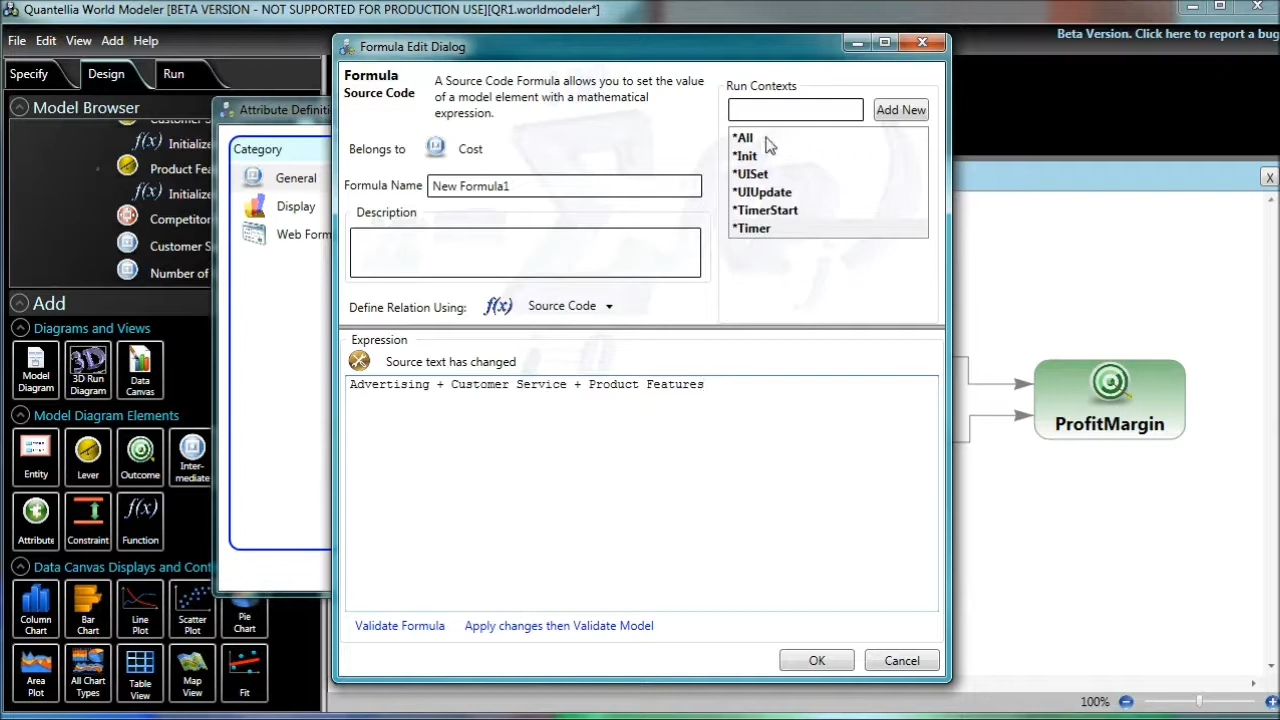 Quantellia World Modeler [BETA VERSION - NOT SUPPORTED FOR PRODUCTION USE][QR1.worldmodeler*]
File Edit View Add Help
Beta Version. Click here to report a bug
Specify Design Run
Model Browser
Initialize
Product Fea
Initialize
Competitor
Customer S
Number of
Add
Diagrams and Views
Model Diagram
3D Run Diagram
Data Canvas
Model Diagram Elements
Entity
Lever
Outcome
Inter-mediate
Attribute
Constraint
f(x)
Function
Data Canvas Displays and Cont
Column Chart
Bar Chart
Line Plot
Scatter Plot
Pie Chart
Area Plot
All Chart Types
Table View
Map View
Fit
Attribute Definiti
Category
General
Display
Web Form
Formula Edit Dialog
Formula
Source Code
A Source Code Formula allows you to set the value
of a model element with a mathematical
expression.
Belongs to Cost
Formula Name New Formula1
Description
Define Relation Using: f(x) Source Code
Run Contexts
Add New
*All
*Init
*UISet
*UIUpdate
*TimerStart
*Timer
Expression
Source text has changed
Advertising + Customer Service + Product Features
Validate Formula Apply changes then Validate Model
OK Cancel
ProfitMargin
100%